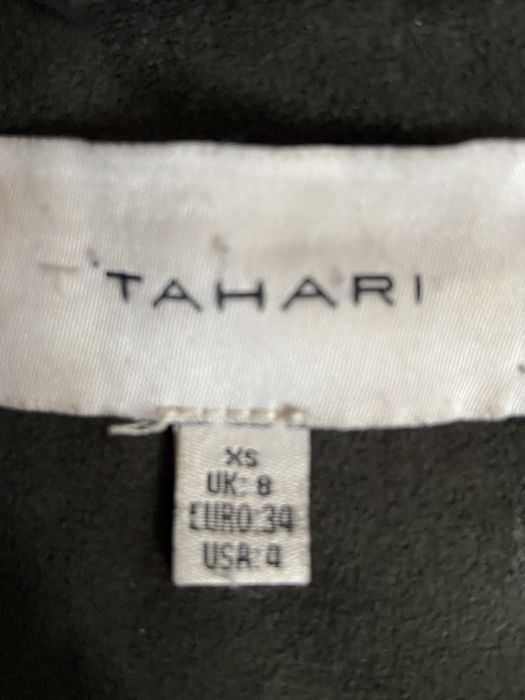 TAHARI
XS
UK: 8
EURO:34
USA: 4